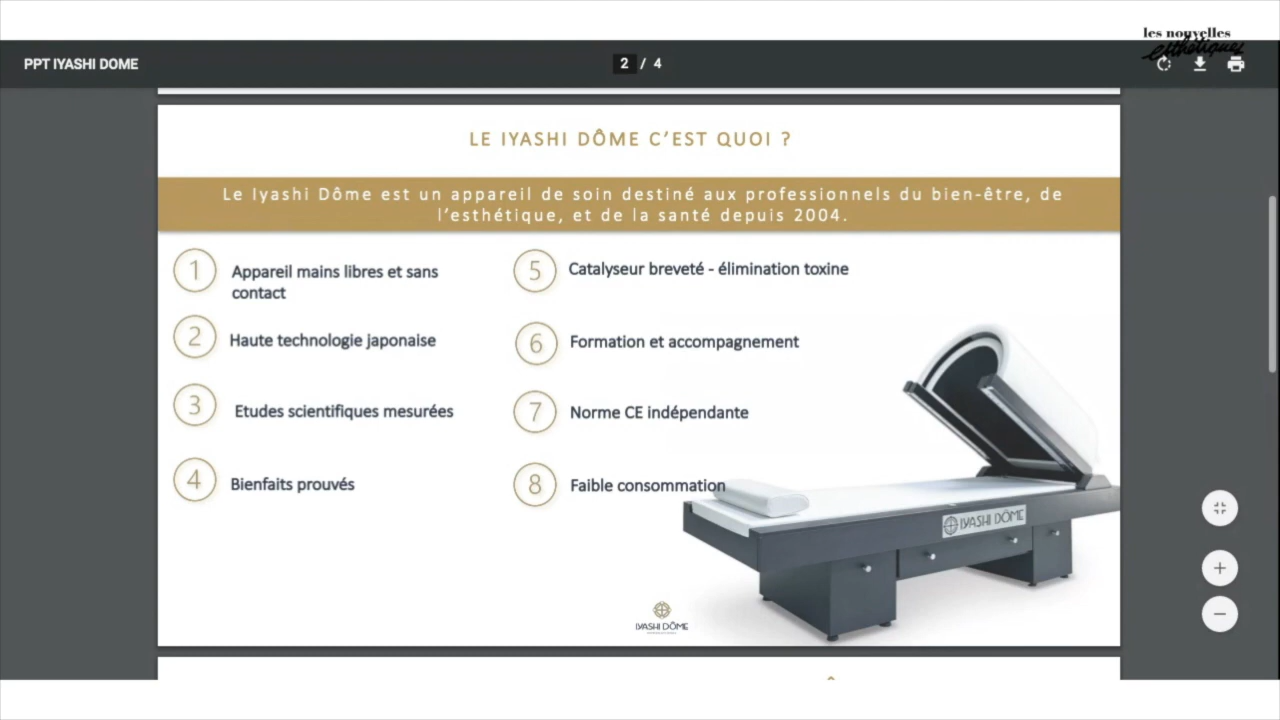 les nouvelles
esthétiques
PPT IYASHI DOME
2 / 4
LE IYASHI DÔME C'EST QUOI ?
Le Iyashi Dôme est un appareil de soin destiné aux professionnels du bien-être, de
l'esthétique, et de la santé depuis 2004.
1 Appareil mains libres et sans
contact
2 Haute technologie japonaise
3 Etudes scientifiques mesurées
4 Bienfaits prouvés
5 Catalyseur breveté - élimination toxine
6 Formation et accompagnement
7 Norme CE indépendante
8 Faible consommation
IYASHI DÔME
IYASHI DÔME